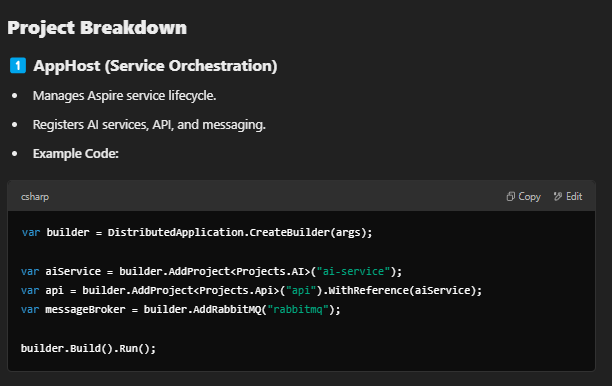 Project Breakdown
1 AppHost (Service Orchestration)
• Manages Aspire service lifecycle.
• Registers AI services, API, and messaging.
• Example Code:
csharp Copy Edit
var builder = DistributedApplication.CreateBuilder(args);
var aiService = builder.AddProject<Projects.AI>("ai-service");
var api = builder.AddProject<Projects.Api>("api").WithReference(aiService);
var messageBroker = builder.AddRabbitMQ("rabbitmq");
builder.Build().Run();